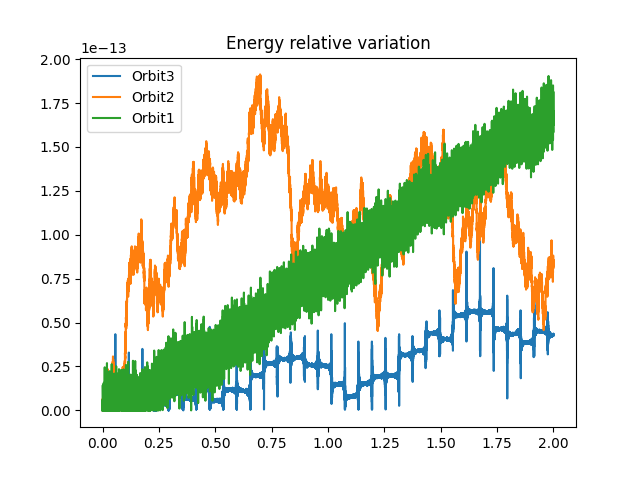 Energy relative variation
1e−13
2.00
1.75
1.50
1.25
1.00
0.75
0.50
0.25
0.00
Orbit3
Orbit2
Orbit1
0.00 0.25 0.50 0.75 1.00 1.25 1.50 1.75 2.00